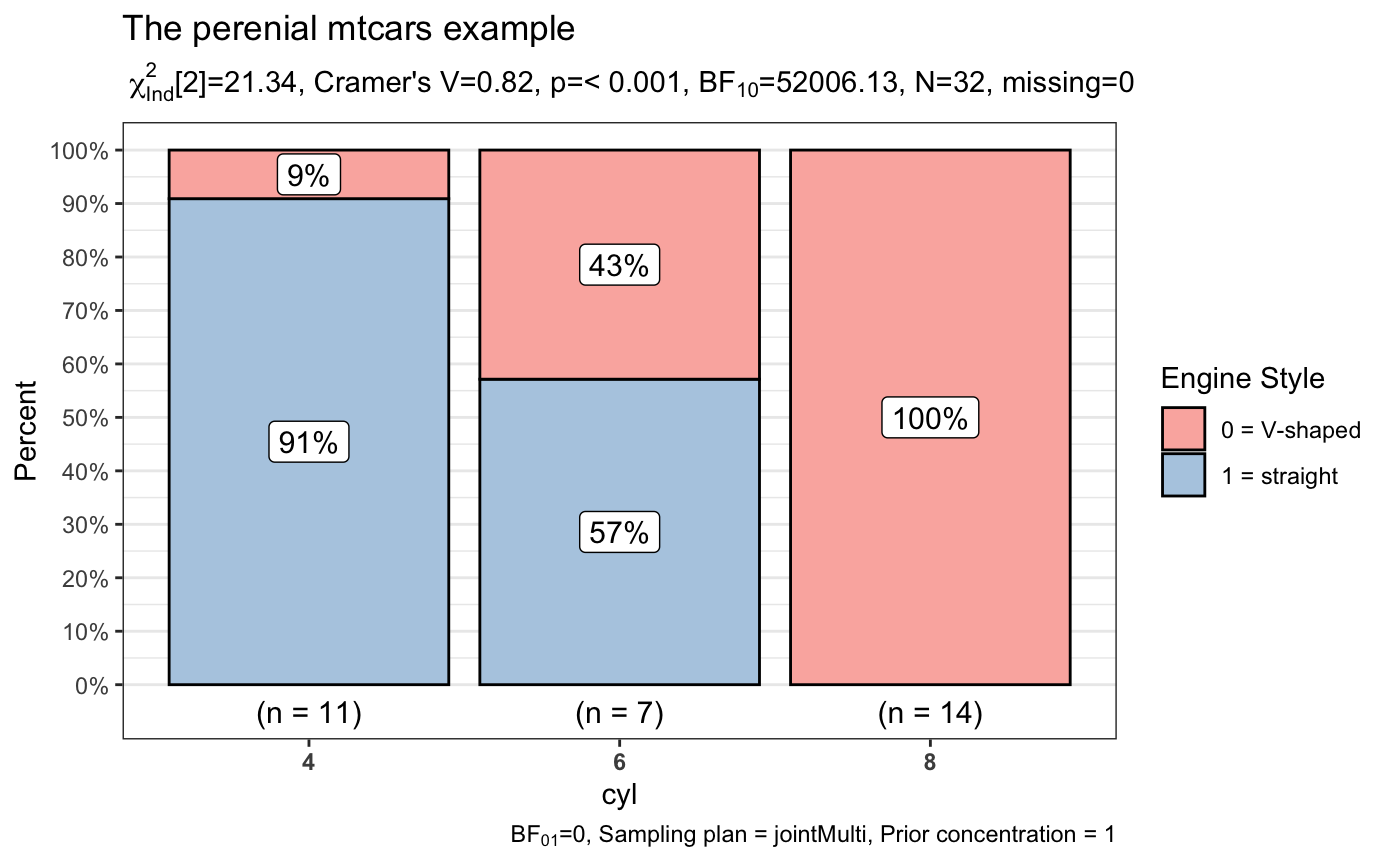 The perenial mtcars example
χ²Ind[2]=21.34, Cramer's V=0.82, p=< 0.001, BF₁₀=52006.13, N=32, missing=0
100%
90%
80%
70%
60%
50%
40%
30%
20%
10%
0%
Percent
9%
91%
43%
57%
100%
(n = 11) (n = 7) (n = 14)
4 6 8
cyl
Engine Style
0 = V-shaped
1 = straight
BF₀₁=0, Sampling plan = jointMulti, Prior concentration = 1